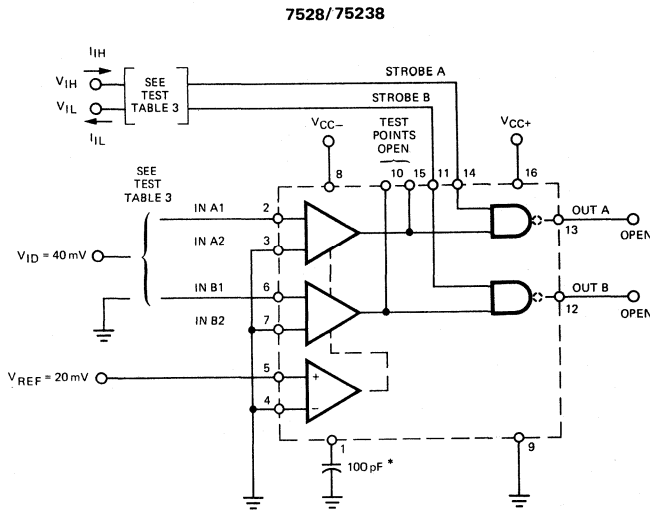 7528/75238
IIH
VIH
VIL
IIL
SEE
TEST
TABLE 3
STROBE A
STROBE B
VCC−
TEST
POINTS
OPEN
VCC+
8
10
15
11
14
16
SEE
TEST
TABLE 3
IN A1
2
IN A2
3
OUT A
13
OPEN
VID = 40 mV
IN B1
6
IN B2
7
OUT B
12
OPEN
VREF = 20 mV
5
+
4
−
1
9
100 pF *